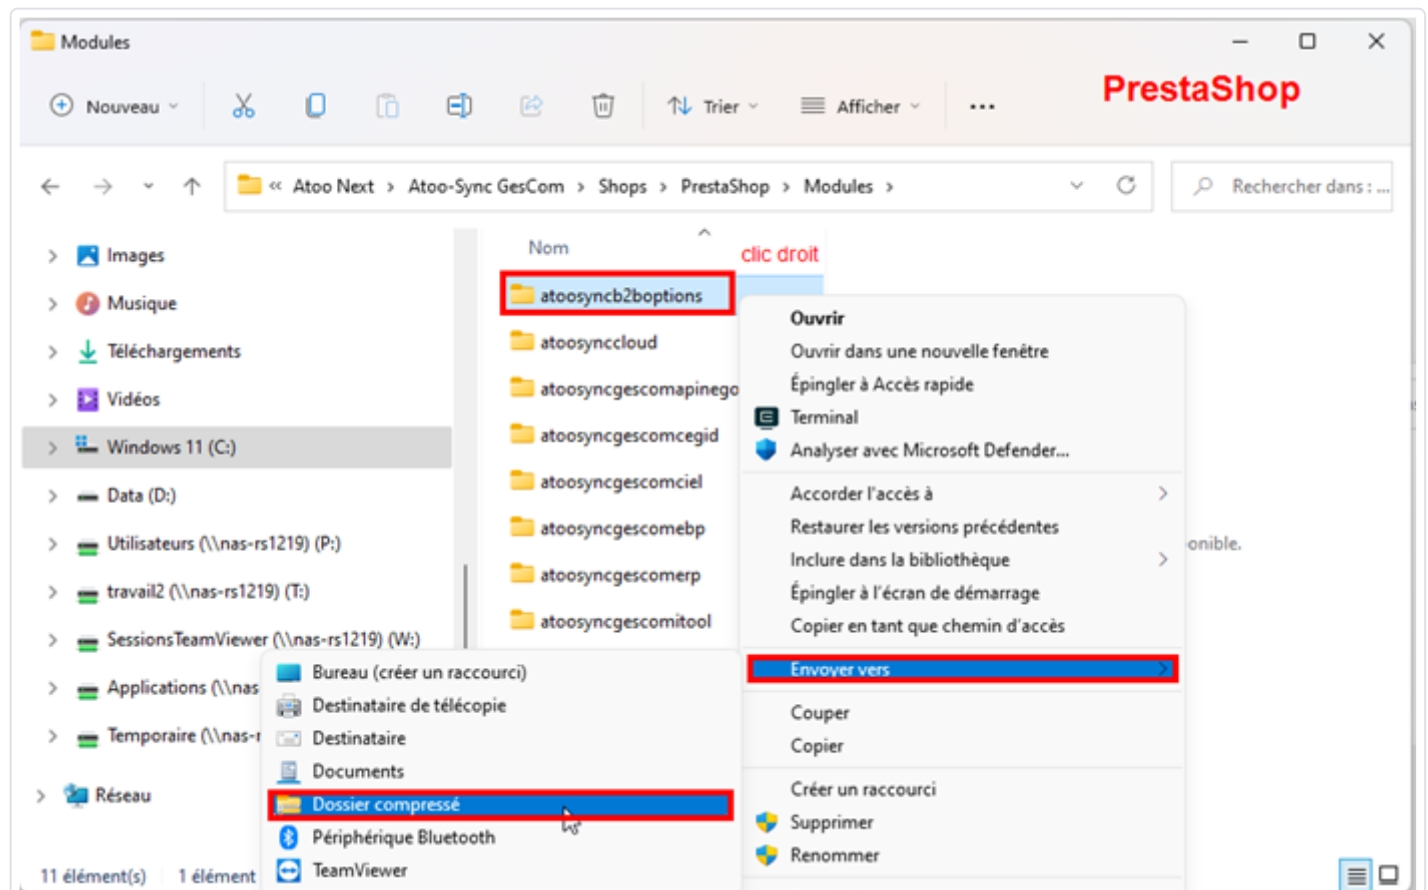 Modules
PrestaShop
Nouveau
Trier
Afficher
« Atoo Next > Atoo-Sync GesCom > Shops > PrestaShop > Modules >
Rechercher dans : ...
Images
Musique
Téléchargements
Vidéos
Windows 11 (C:)
Data (D:)
Utilisateurs (\\nas-rs1219) (P:)
travail2 (\\nas-rs1219) (T:)
SessionsTeamViewer (\\nas-rs1219) (W:)
Applications (\\nas
Temporaire (\\nas-r
Réseau
11 élément(s)
1 élément
Nom
clic droit
atoosyncb2boptions
atoosynccloud
atoosyncgescomapinego
atoosyncgescomcegid
atoosyncgescomciel
atoosyncgescomebp
atoosyncgescomerp
atoosyncgescomitool
Ouvrir
Ouvrir dans une nouvelle fenêtre
Épingler à Accès rapide
Terminal
Analyser avec Microsoft Defender...
Accorder l'accès à
Restaurer les versions précédentes
Inclure dans la bibliothèque
Épingler à l'écran de démarrage
Copier en tant que chemin d'accès
Envoyer vers
Couper
Copier
Créer un raccourci
Supprimer
Renommer
onible.
Bureau (créer un raccourci)
Destinataire de télécopie
Destinataire
Documents
Dossier compressé
Périphérique Bluetooth
TeamViewer